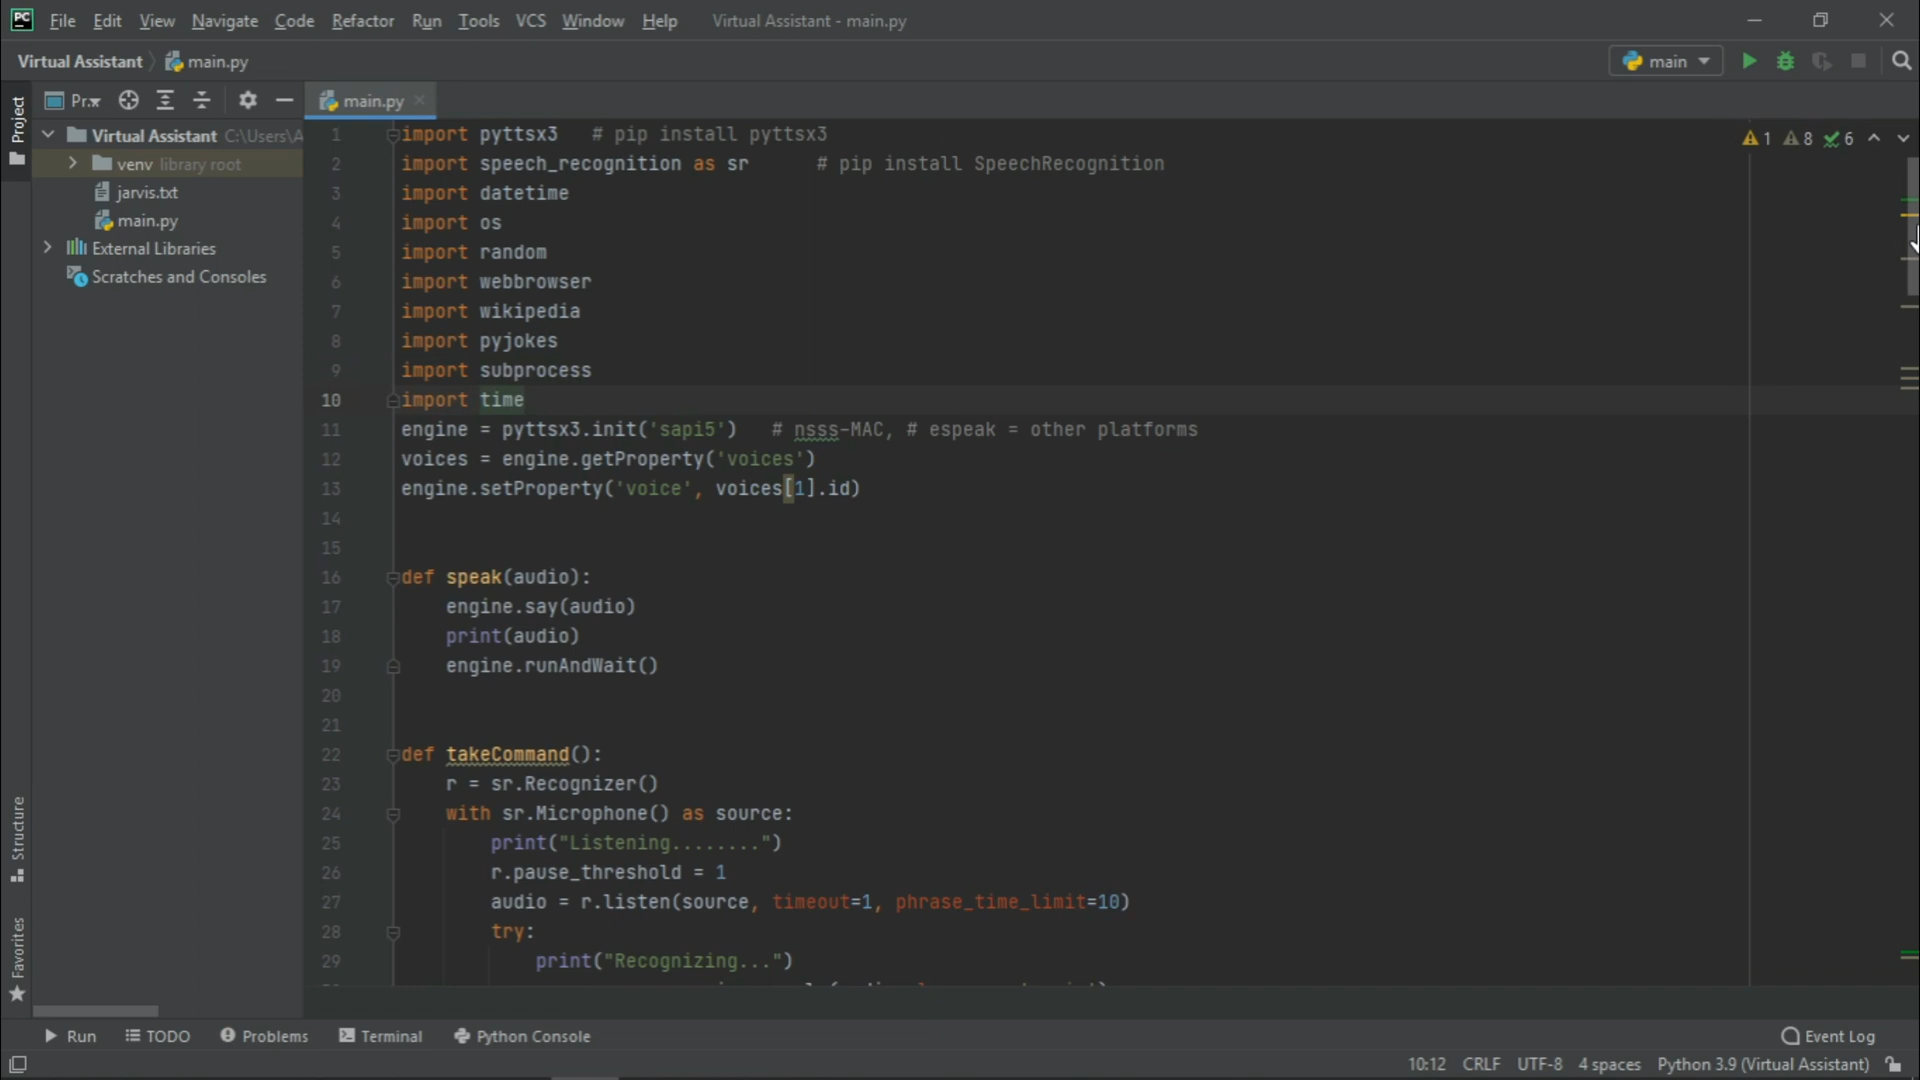 PC File Edit View Navigate Code Refactor Run Tools VCS Window Help Virtual Assistant - main.py
Virtual Assistant main.py main
Project Pr... main.py
Virtual Assistant C:\Users\A
venv library root
jarvis.txt
main.py
External Libraries
Scratches and Consoles
1 8 6
1 import pyttsx3 # pip install pyttsx3
2 import speech_recognition as sr # pip install SpeechRecognition
3 import datetime
4 import os
5 import random
6 import webbrowser
7 import wikipedia
8 import pyjokes
9 import subprocess
10 import time
11 engine = pyttsx3.init('sapi5') # nsss-MAC, # espeak = other platforms
12 voices = engine.getProperty('voices')
13 engine.setProperty('voice', voices[1].id)
14
15
16 def speak(audio):
17 engine.say(audio)
18 print(audio)
19 engine.runAndWait()
20
21
22 def takeCommand():
23 r = sr.Recognizer()
24 with sr.Microphone() as source:
25 print("Listening........")
26 r.pause_threshold = 1
27 audio = r.listen(source, timeout=1, phrase_time_limit=10)
28 try:
29 print("Recognizing...")
Structure
Favorites
Run TODO Problems Terminal Python Console Event Log
10:12 CRLF UTF-8 4 spaces Python 3.9 (Virtual Assistant)